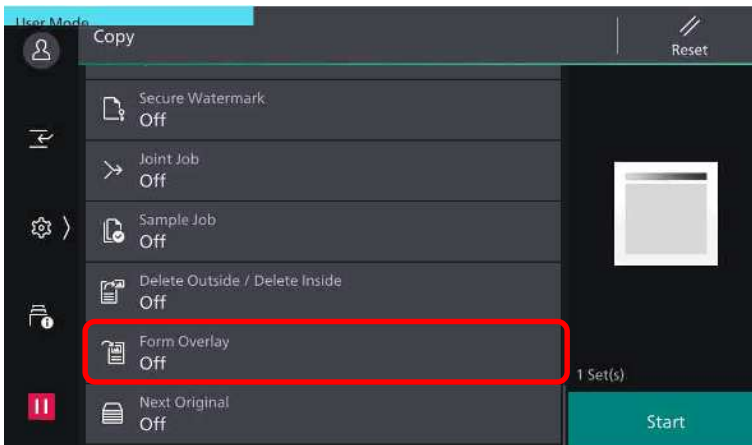 User Mode
Copy
Reset
Secure Watermark
Off
Joint Job
Off
Sample Job
Off
Delete Outside / Delete Inside
Off
Form Overlay
Off
Next Original
Off
1 Set(s)
Start